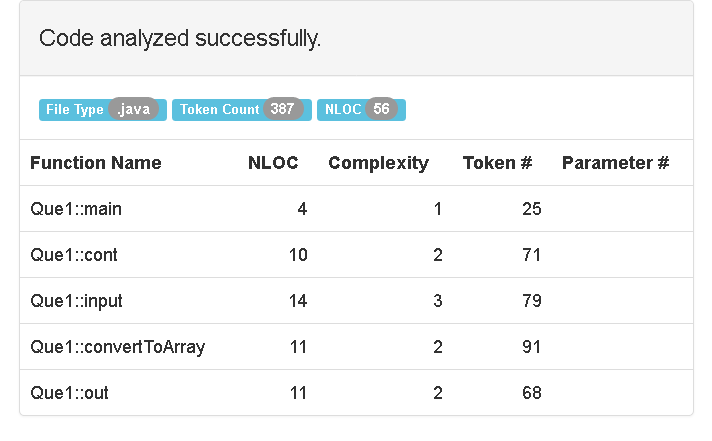 Code analyzed successfully.
File Type .java Token Count 387 NLOC 56
Function Name NLOC Complexity Token # Parameter #
Que1::main 4 1 25
Que1::cont 10 2 71
Que1::input 14 3 79
Que1::convertToArray 11 2 91
Que1::out 11 2 68